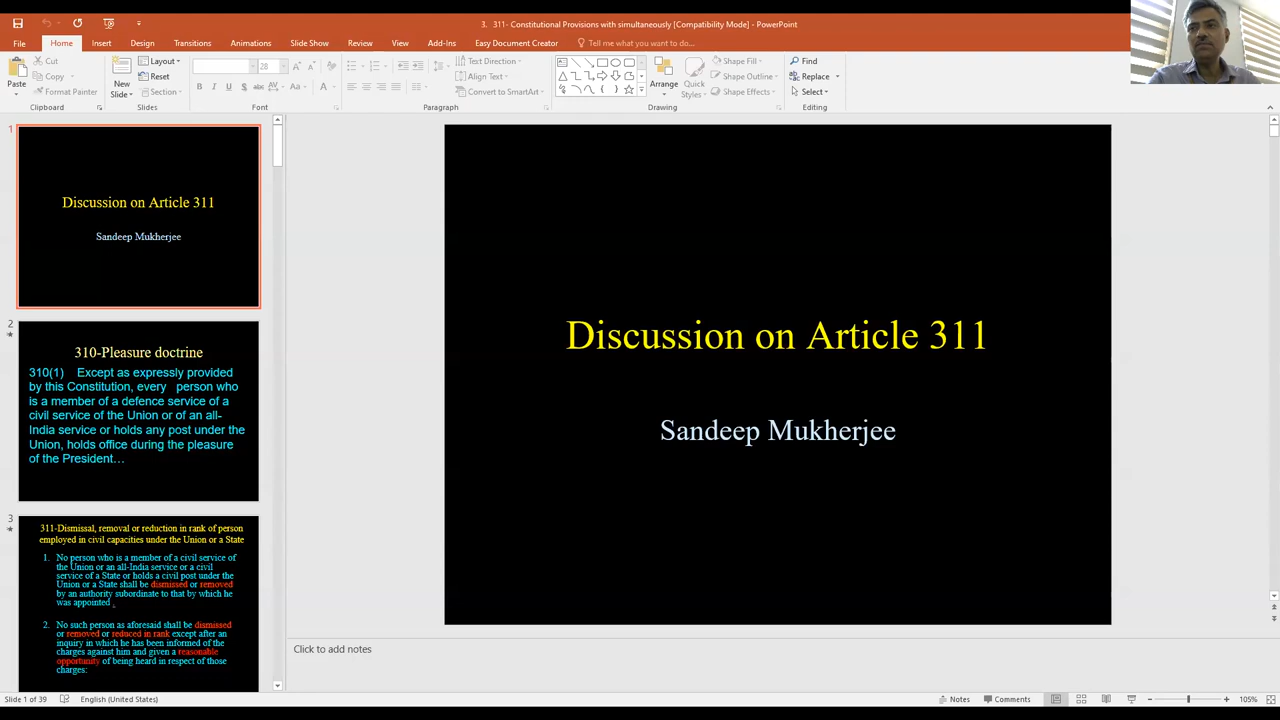 3. 311- Constitutional Provisions with simultaneously [Compatibility Mode] - PowerPoint
File Home Insert Design Transitions Animations Slide Show Review View Add-Ins Easy Document Creator Tell me what you want to do...
Paste
Cut
Copy
Format Painter
Clipboard
New
Slide
Layout
Reset
Section
Slides
28
B I U S abc AV Aa A
Font
Text Direction
Align Text
Convert to SmartArt
Paragraph
Arrange
Quick
Styles
Shape Fill
Shape Outline
Shape Effects
Drawing
Find
Replace
Select
Editing
1
Discussion on Article 311
Sandeep Mukherjee
2
310-Pleasure doctrine
310(1) Except as expressly provided
by this Constitution, every person who
is a member of a defence service of a
civil service of the Union or of an all-
India service or holds any post under the
Union, holds office during the pleasure
of the President…
3
311-Dismissal, removal or reduction in rank of person
employed in civil capacities under the Union or a State
1. No person who is a member of a civil service of
the Union or an all-India service or a civil
service of a State or holds a civil post under the
Union or a State shall be dismissed or removed
by an authority subordinate to that by which he
was appointed .
2. No such person as aforesaid shall be dismissed
or removed or reduced in rank except after an
inquiry in which he has been informed of the
charges against him and given a reasonable
opportunity of being heard in respect of those
charges:
Discussion on Article 311
Sandeep Mukherjee
Click to add notes
Slide 1 of 39 English (United States) Notes Comments 105%